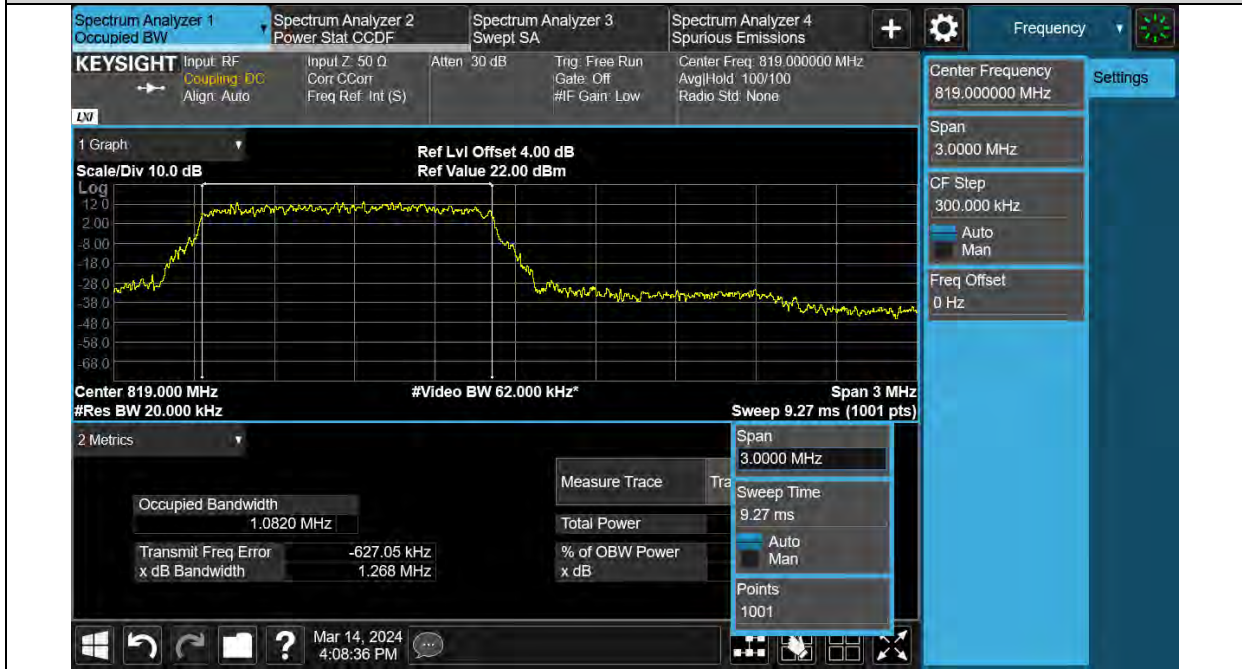 Spectrum Analyzer 1
Occupied BW
Spectrum Analyzer 2
Power Stat CCDF
Spectrum Analyzer 3
Swept SA
Spectrum Analyzer 4
Spurious Emissions
+
Frequency
KEYSIGHT
Input: RF
Coupling: DC
Align: Auto
Input Z: 50 Ω
Corr CCorr
Freq Ref: Int (S)
Atten: 30 dB
Trig: Free Run
Gate: Off
#IF Gain: Low
Center Freq: 819.000000 MHz
Avg|Hold: 100/100
Radio Std: None
LXI
Center Frequency
819.000000 MHz
Settings
Span
3.0000 MHz
CF Step
300.000 kHz
Auto
Man
Freq Offset
0 Hz
1 Graph
Scale/Div 10.0 dB
Ref Lvl Offset 4.00 dB
Ref Value 22.00 dBm
Log
12.0
2.00
-8.00
-18.0
-28.0
-38.0
-48.0
-58.0
-68.0
Center 819.000 MHz
#Video BW 62.000 kHz*
Span 3 MHz
#Res BW 20.000 kHz
Sweep 9.27 ms (1001 pts)
2 Metrics
Occupied Bandwidth
1.0820 MHz
Transmit Freq Error -627.05 kHz
x dB Bandwidth 1.268 MHz
Measure Trace
Total Power
% of OBW Power
x dB
Span
3.0000 MHz
Sweep Time
9.27 ms
Auto
Man
Points
1001
?
Mar 14, 2024
4:08:36 PM